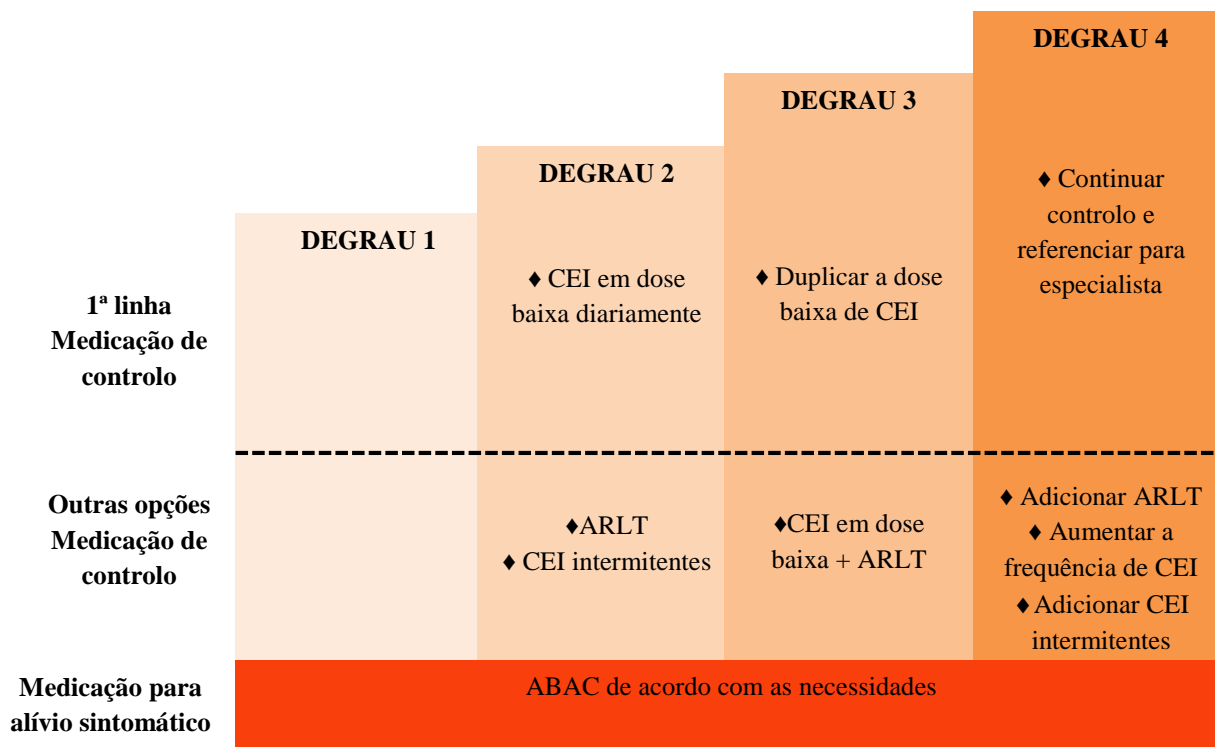 DEGRAU 4
DEGRAU 3
DEGRAU 2
DEGRAU 1
1ª linha
Medicação de
controlo
♦ CEI em dose
baixa diariamente
♦ Duplicar a dose
baixa de CEI
♦ Continuar
controlo e
referenciar para
especialista
Outras opções
Medicação de
controlo
♦ARLT
♦ CEI intermitentes
♦CEI em dose
baixa + ARLT
♦ Adicionar ARLT
♦ Aumentar a
frequência de CEI
♦ Adicionar CEI
intermitentes
Medicação para
alívio sintomático
ABAC de acordo com as necessidades